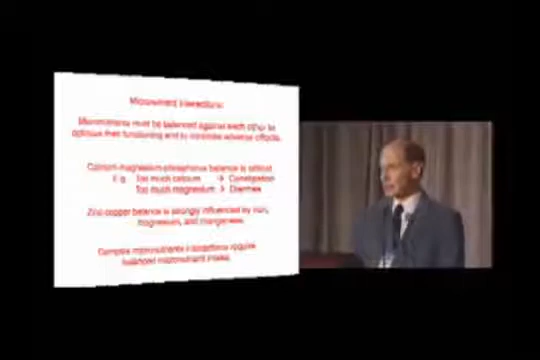 Micronutrient Interactions
Micronutrients must be balanced against each other to
optimize their functioning and to minimize adverse effects.
Calcium-magnesium-phosphorus balance is critical
E.g. Too much calcium → Constipation
Too much magnesium → Diarrhea
Zinc-copper balance is strongly influenced by iron,
magnesium, and manganese.
Complex micronutrient interactions require
balanced micronutrient intake.